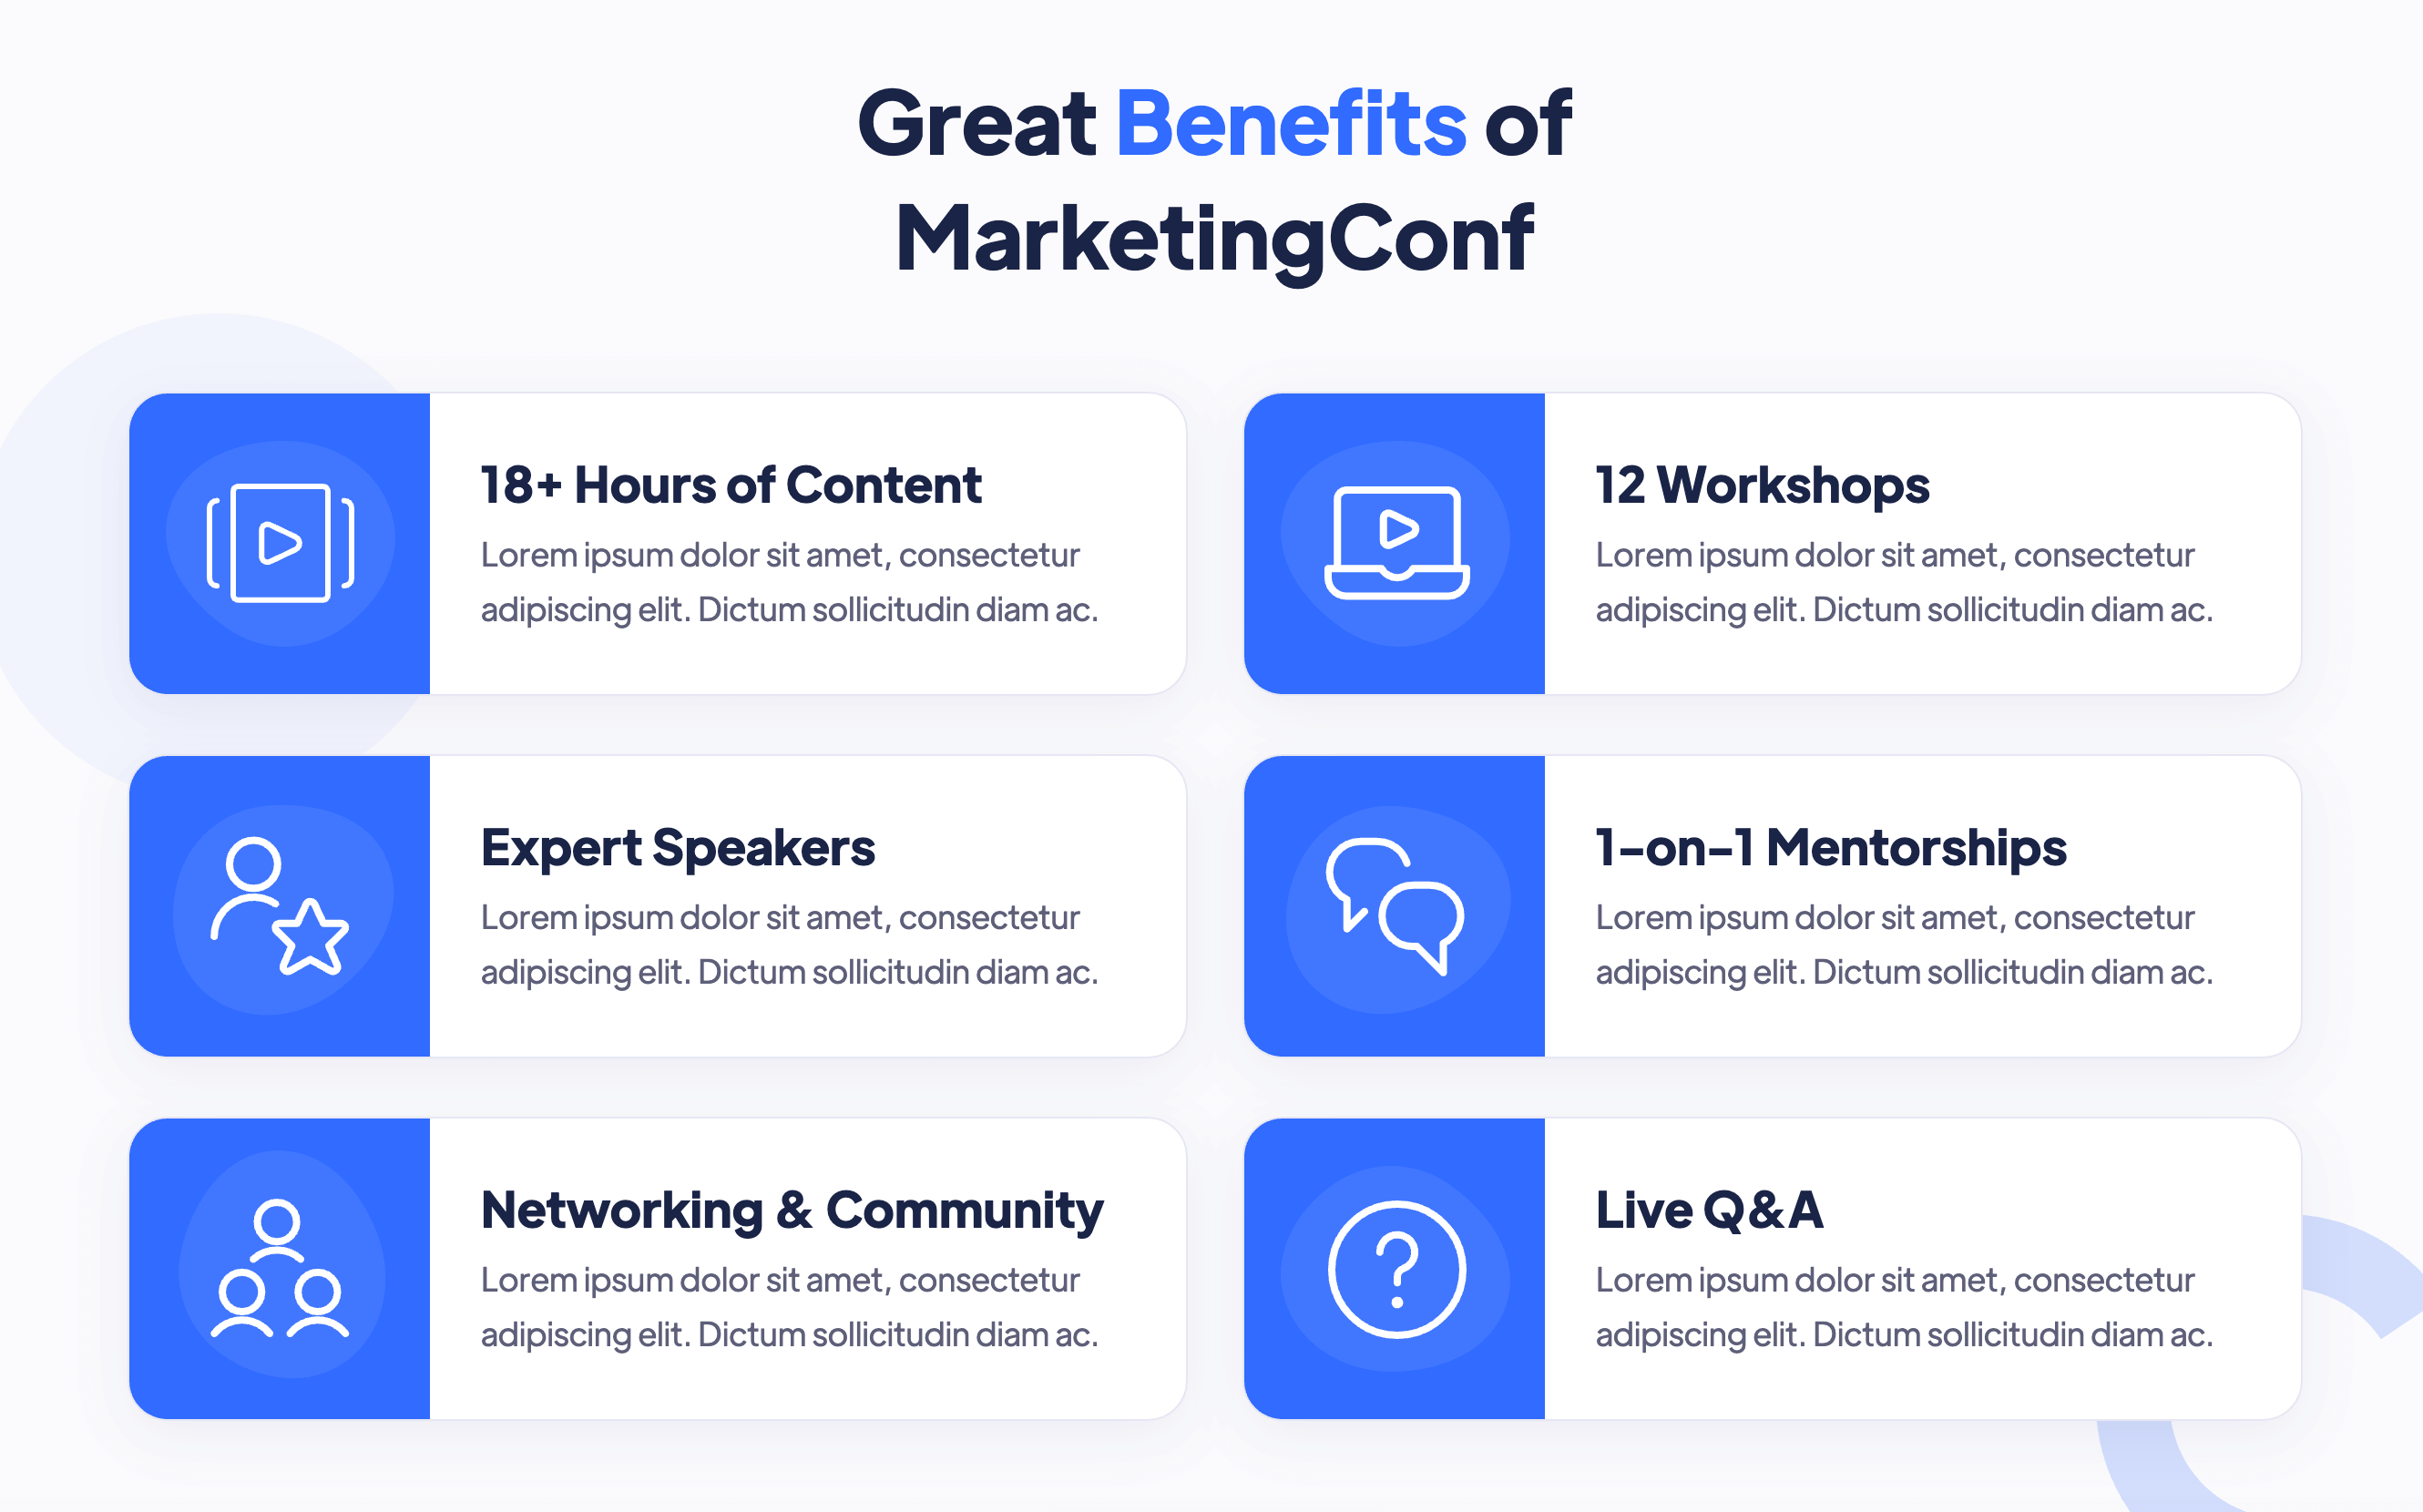 Great Benefits of
MarketingConf
18+ Hours of Content
Lorem ipsum dolor sit amet, consectetur
adipiscing elit. Dictum sollicitudin diam ac.
12 Workshops
Lorem ipsum dolor sit amet, consectetur
adipiscing elit. Dictum sollicitudin diam ac.
Expert Speakers
Lorem ipsum dolor sit amet, consectetur
adipiscing elit. Dictum sollicitudin diam ac.
1-on-1 Mentorships
Lorem ipsum dolor sit amet, consectetur
adipiscing elit. Dictum sollicitudin diam ac.
Networking & Community
Lorem ipsum dolor sit amet, consectetur
adipiscing elit. Dictum sollicitudin diam ac.
Live Q&A
Lorem ipsum dolor sit amet, consectetur
adipiscing elit. Dictum sollicitudin diam ac.